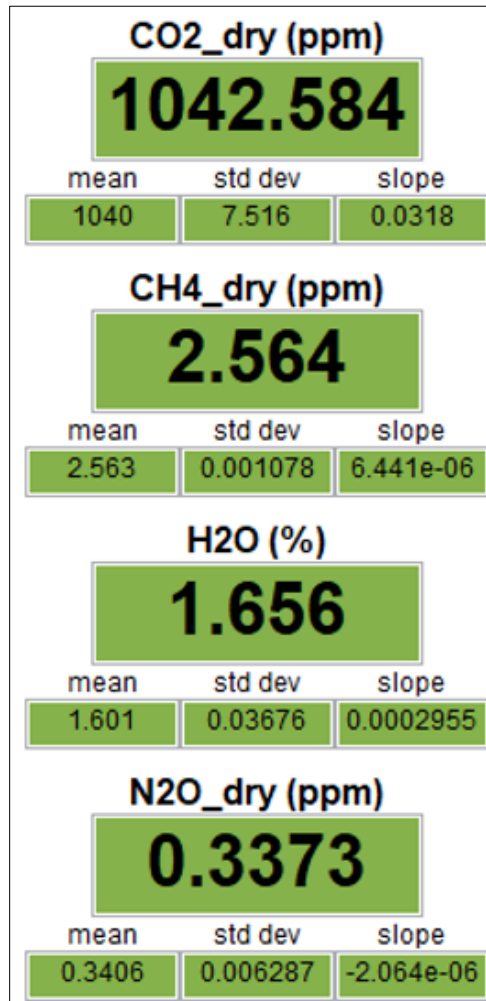 CO2_dry (ppm)
1042.584
mean std dev slope
1040 7.516 0.0318
CH4_dry (ppm)
2.564
mean std dev slope
2.563 0.001078 6.441e-06
H2O (%)
1.656
mean std dev slope
1.601 0.03676 0.0002955
N2O_dry (ppm)
0.3373
mean std dev slope
0.3406 0.006287 -2.064e-06